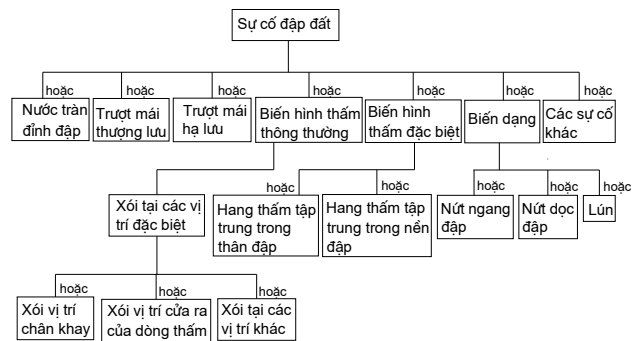 Sự cố đập đất
hoặc hoặc hoặc hoặc hoặc hoặc hoặc
Nước tràn
đỉnh đập
Trượt mái
thượng lưu
Trượt mái
hạ lưu
Biến hình thấm
thông thường
Biến hình
thấm đặc biệt
Biến dạng
Các sự cố
khác
hoặc hoặc hoặc hoặc hoặc
Xói tại các vị
trí đặc biệt
Hang thấm tập
trung trong
thân đập
Hang thấm tập
trung trong nền
đập
Nứt ngang
đập
Nứt dọc
đập
Lún
hoặc hoặc hoặc
Xói vị trí
chân khay
Xói vị trí cửa ra
của dòng thấm
Xói tại các
vị trí khác